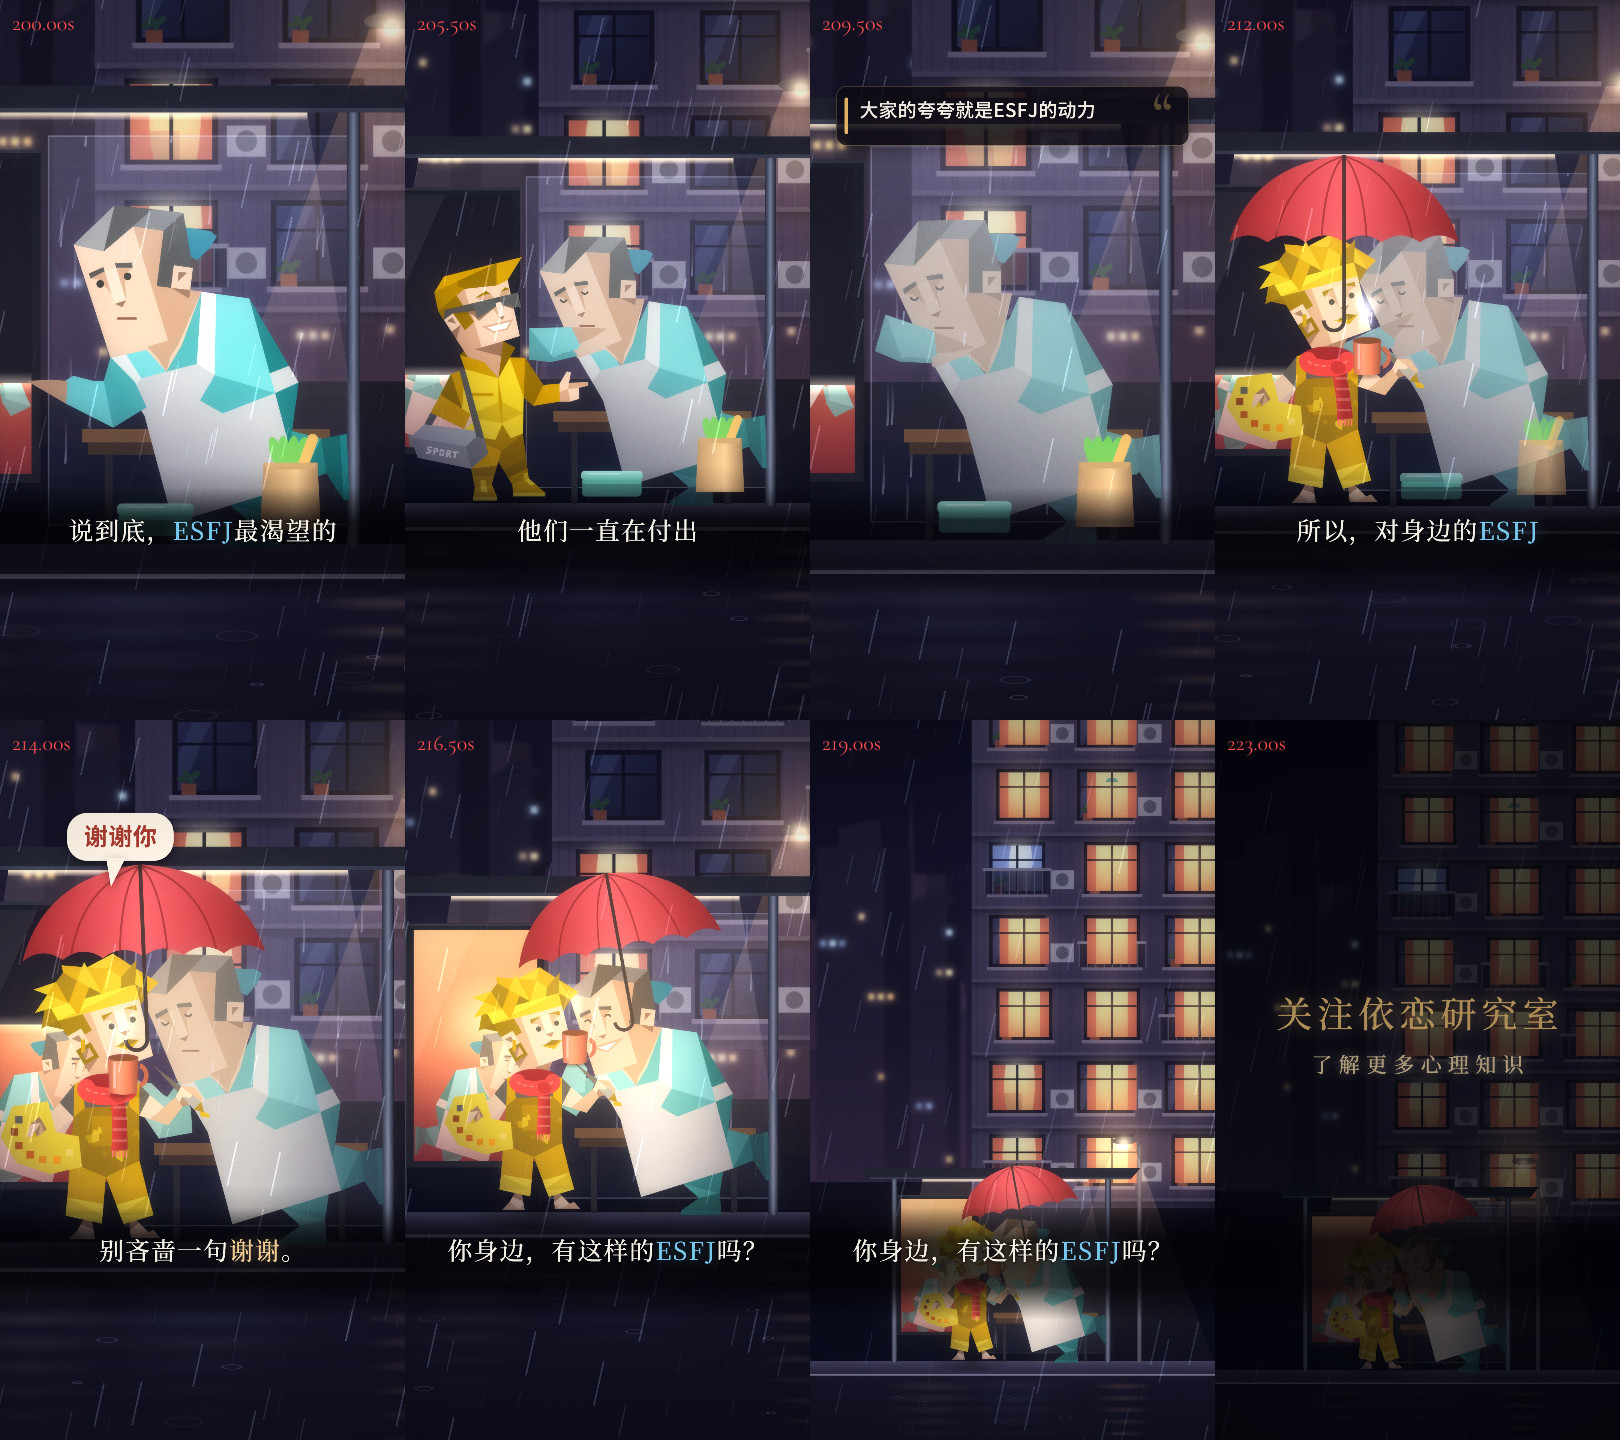 200.00s
说到底，ESFJ最渴望的
205.50s
SPORT
他们一直在付出
209.50s
大家的夸夸就是ESFJ的动力
“
212.00s
所以，对身边的ESFJ
214.00s
谢谢你
别吝啬一句谢谢。
216.50s
你身边，有这样的ESFJ吗？
219.00s
你身边，有这样的ESFJ吗？
223.00s
关注依恋研究室
了解更多心理知识